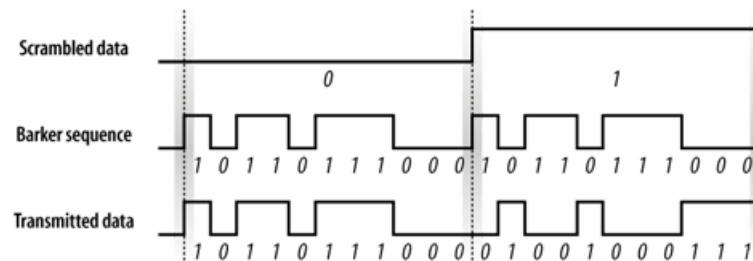 Scrambled data
0 1
Barker sequence
1 0 1 1 0 1 1 1 0 0 0 1 0 1 1 0 1 1 1 0 0 0
Transmitted data
1 0 1 1 0 1 1 1 0 0 0 0 1 0 0 1 0 0 0 1 1 1